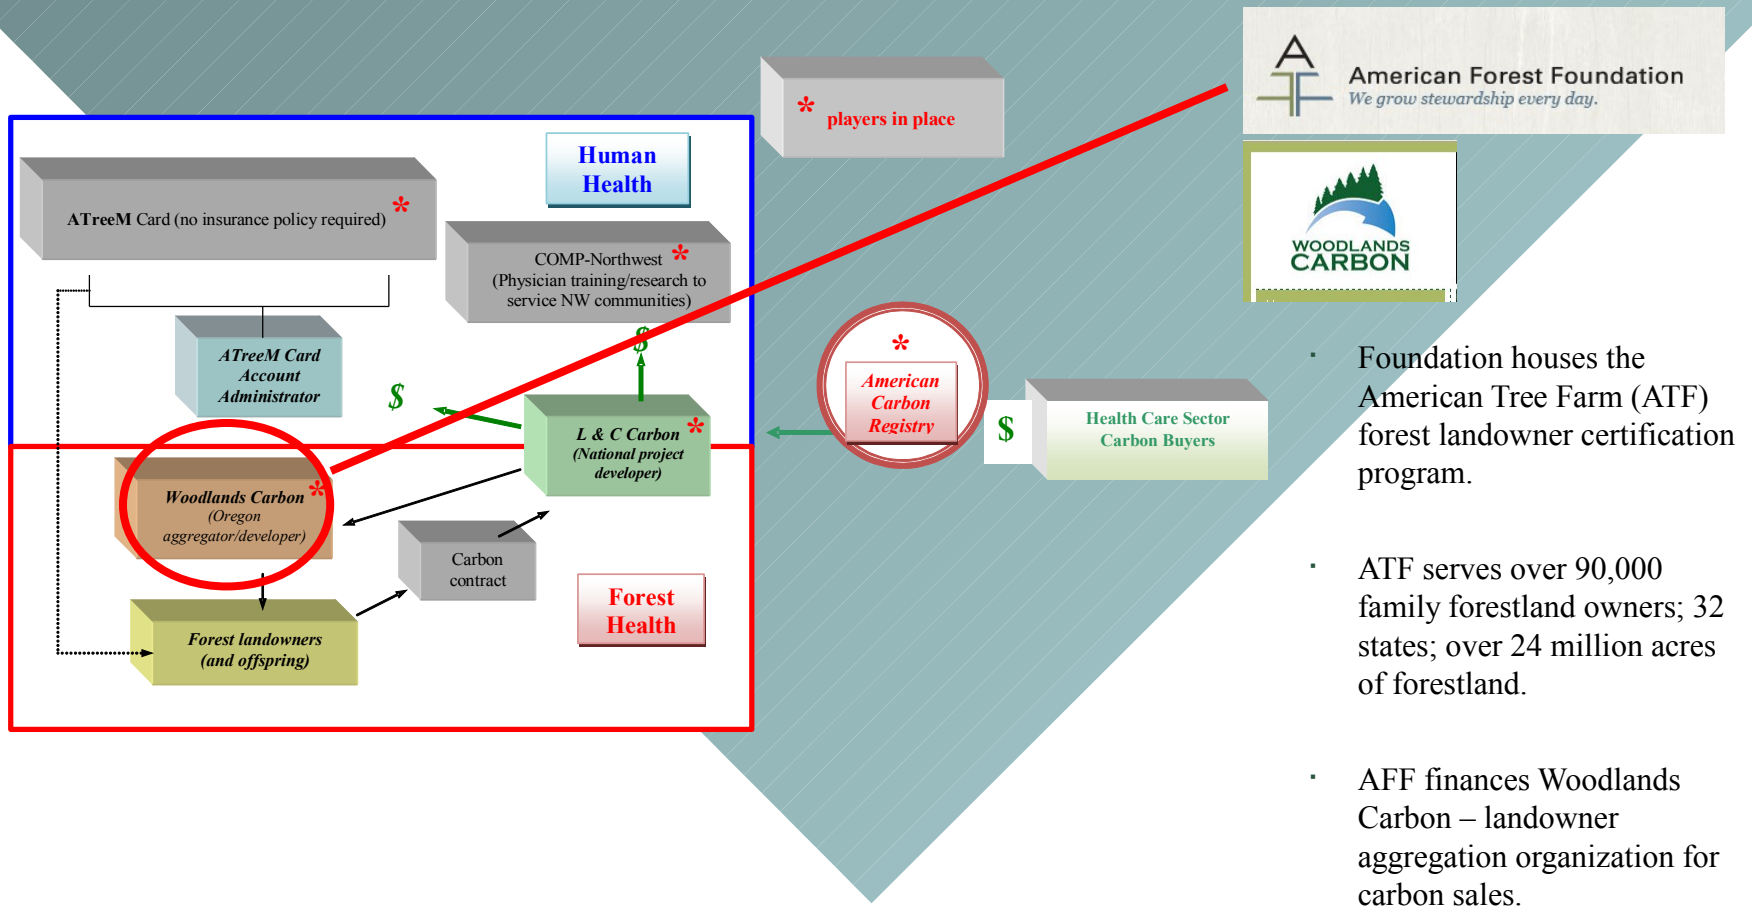 American Forest Foundation
We grow stewardship every day.
* players in place
WOODLANDS
CARBON
Human
Health
ATreeM Card (no insurance policy required) *
COMP-Northwest *
(Physician training/research to
service NW communities)
$
ATreeM Card
Account
Administrator
$
L & C Carbon *
(National project
developer)
*
American
Carbon
Registry
$
Health Care Sector
Carbon Buyers
Woodlands Carbon *
(Oregon
aggregator/developer)
Carbon
contract
Forest
Health
Forest landowners
(and offspring)
▪ Foundation houses the
American Tree Farm (ATF)
forest landowner certification
program.
▪ ATF serves over 90,000
family forestland owners; 32
states; over 24 million acres
of forestland.
▪ AFF finances Woodlands
Carbon – landowner
aggregation organization for
carbon sales.